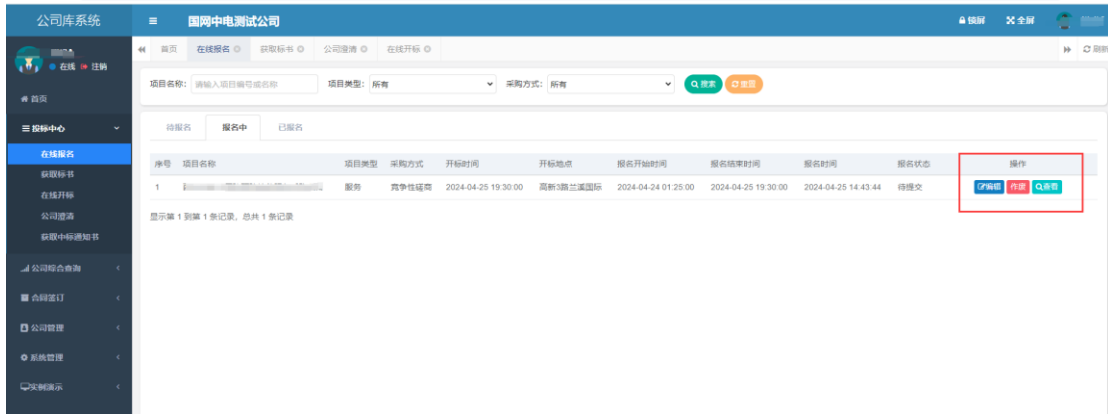 公司库系统
国网中电测试公司
锁屏 全屏
在线 注销
首页 在线报名 获取标书 公司澄清 在线开标 刷新
项目名称： 请输入项目编号或名称 项目类型： 所有 采购方式： 所有 搜索 重置
首页
投标中心
在线报名
获取标书
在线开标
公司澄清
获取中标通知书
公司综合查询
合同签订
公司管理
系统管理
实例演示
待报名 报名中 已报名
序号 项目名称 项目类型 采购方式 开标时间 开标地点 报名开始时间 报名结束时间 报名时间 报名状态 操作
1 服务 竞争性磋商 2024-04-25 19:30:00 高新3路兰溪国际 2024-04-24 01:25:00 2024-04-25 19:30:00 2024-04-25 14:43:44 待提交 编辑 作废 查看
显示第 1 到第 1 条记录，总共 1 条记录